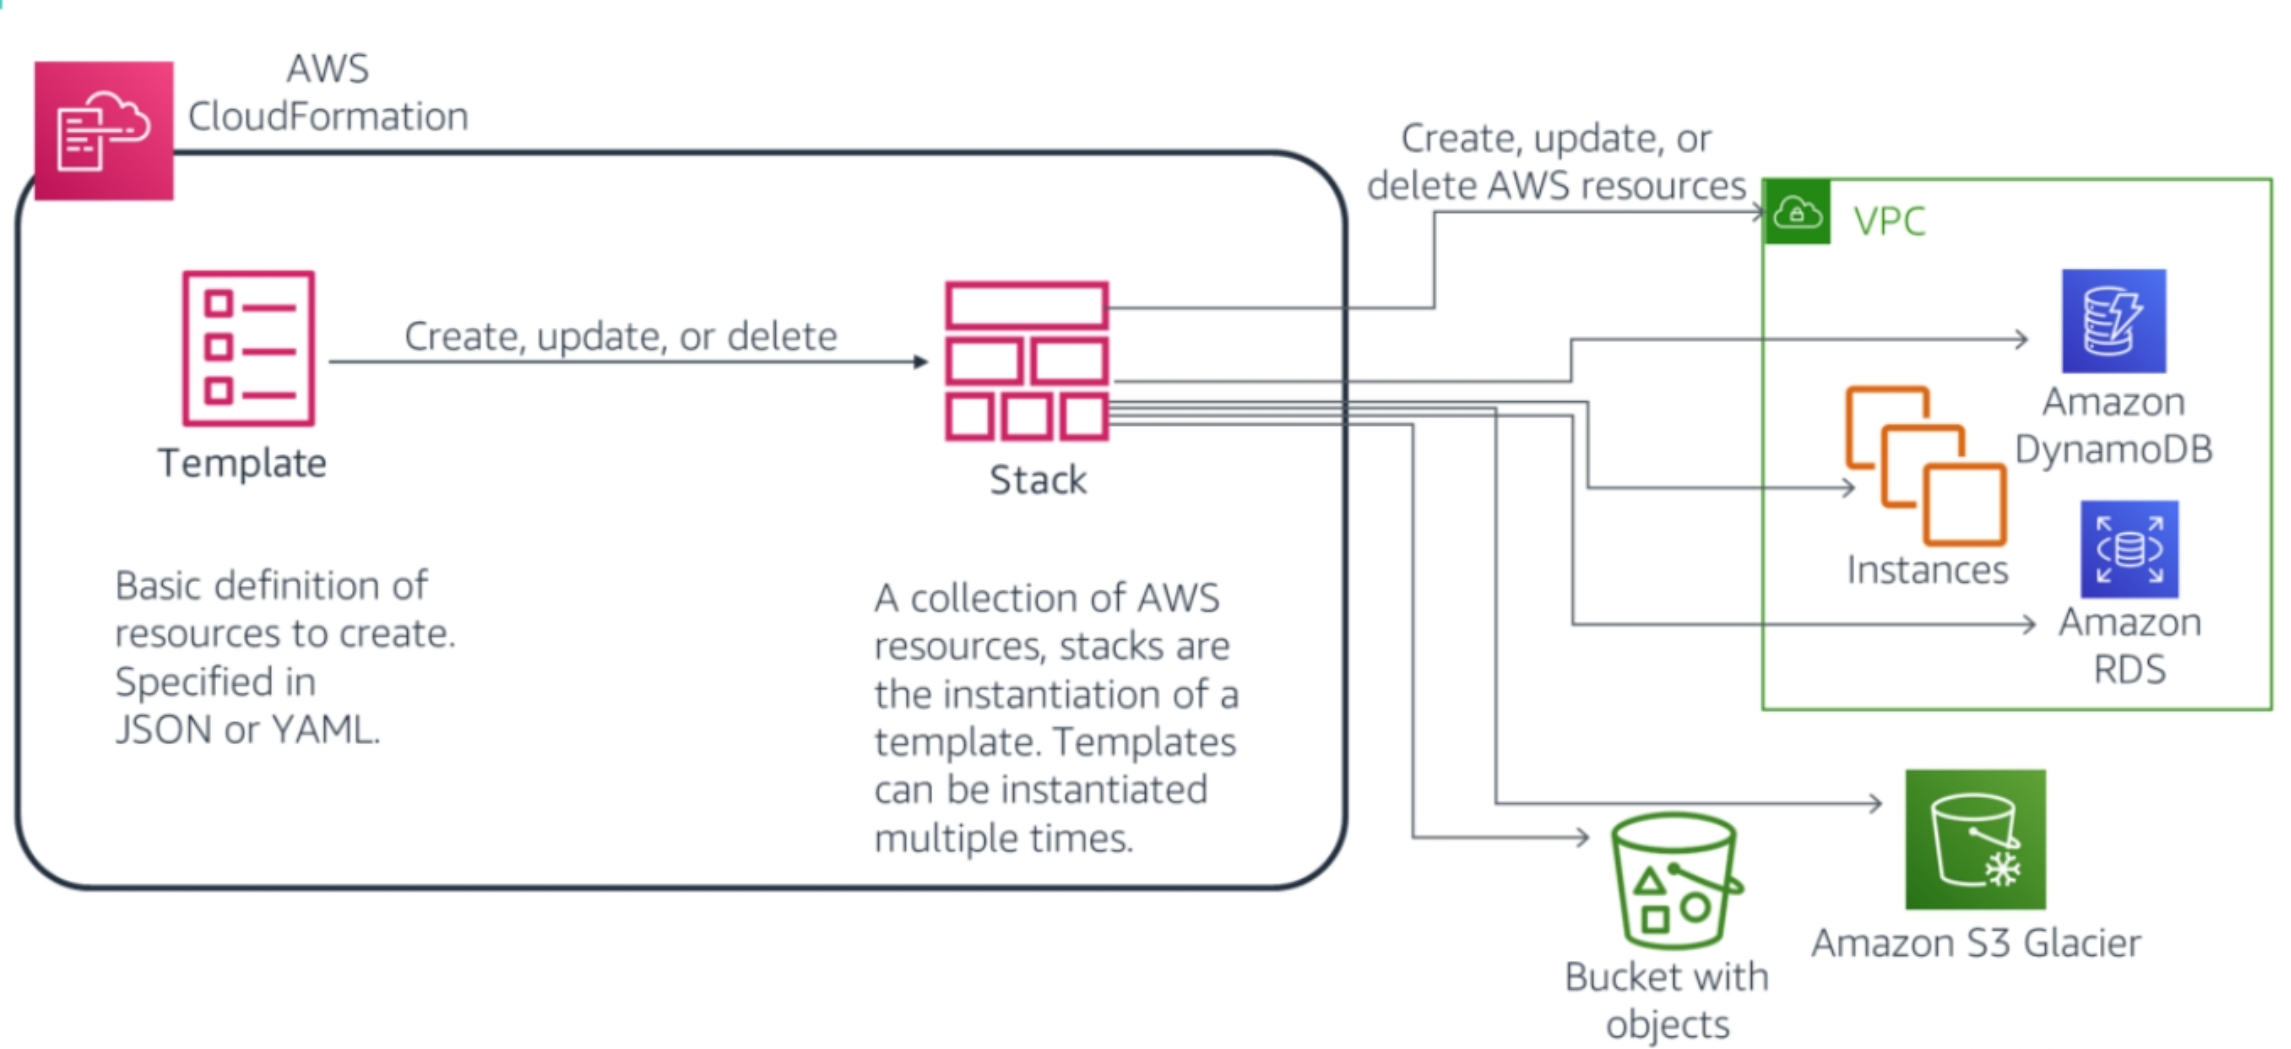 AWS
CloudFormation
Create, update, or
delete AWS resources
VPC
Create, update, or delete
Template
Stack
Amazon
DynamoDB
Instances
Amazon
RDS
Basic definition of
resources to create.
Specified in
JSON or YAML.
A collection of AWS
resources, stacks are
the instantiation of a
template. Templates
can be instantiated
multiple times.
Bucket with
objects
Amazon S3 Glacier